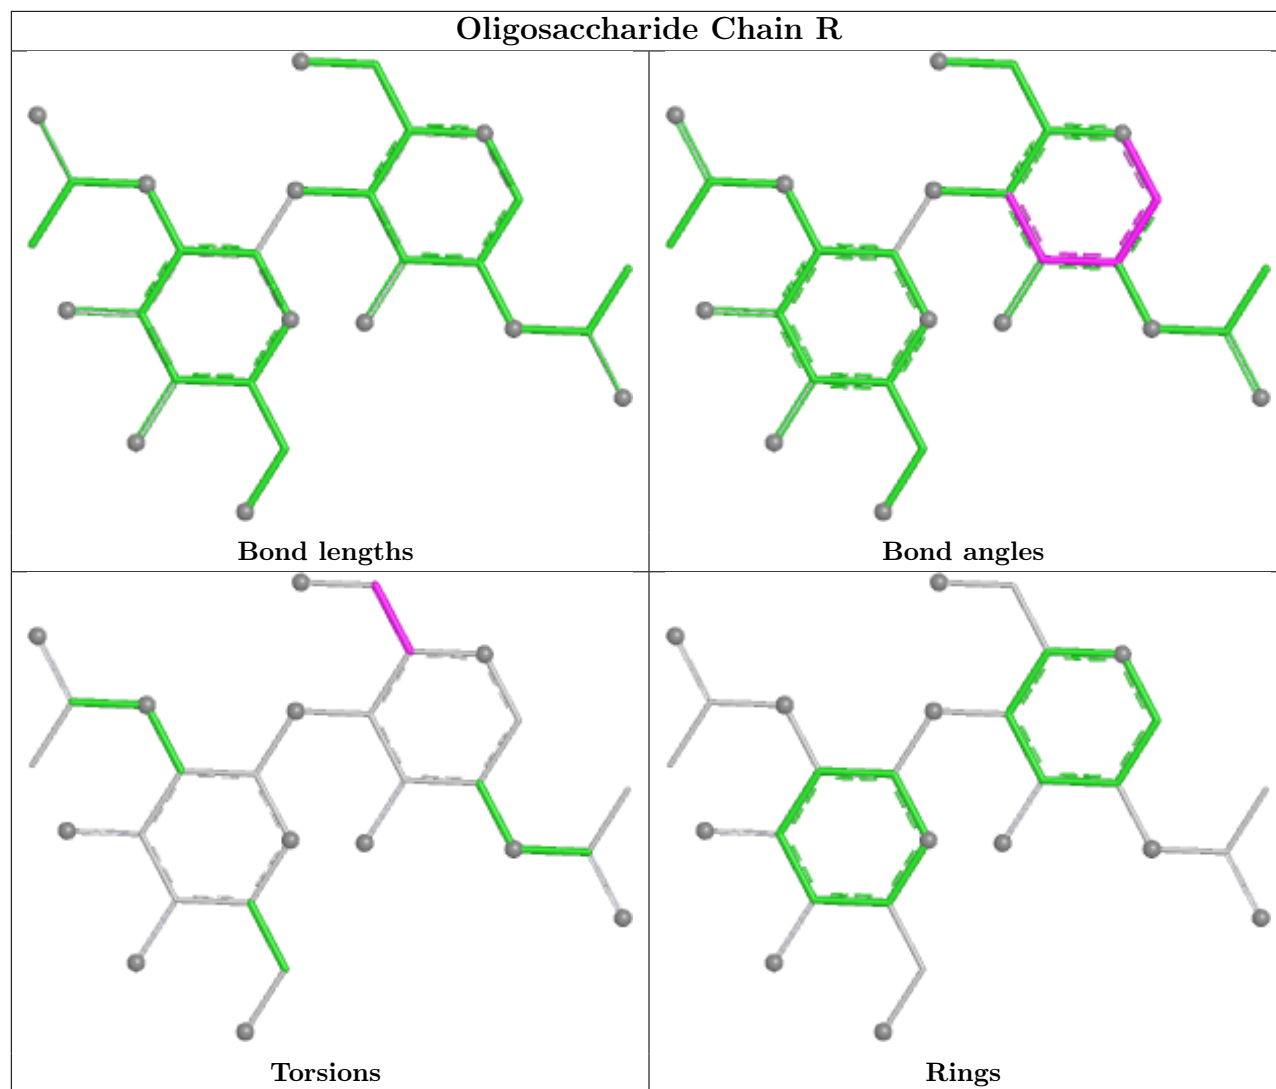 Oligosaccharide Chain R
Bond lengths
Bond angles
Torsions
Rings